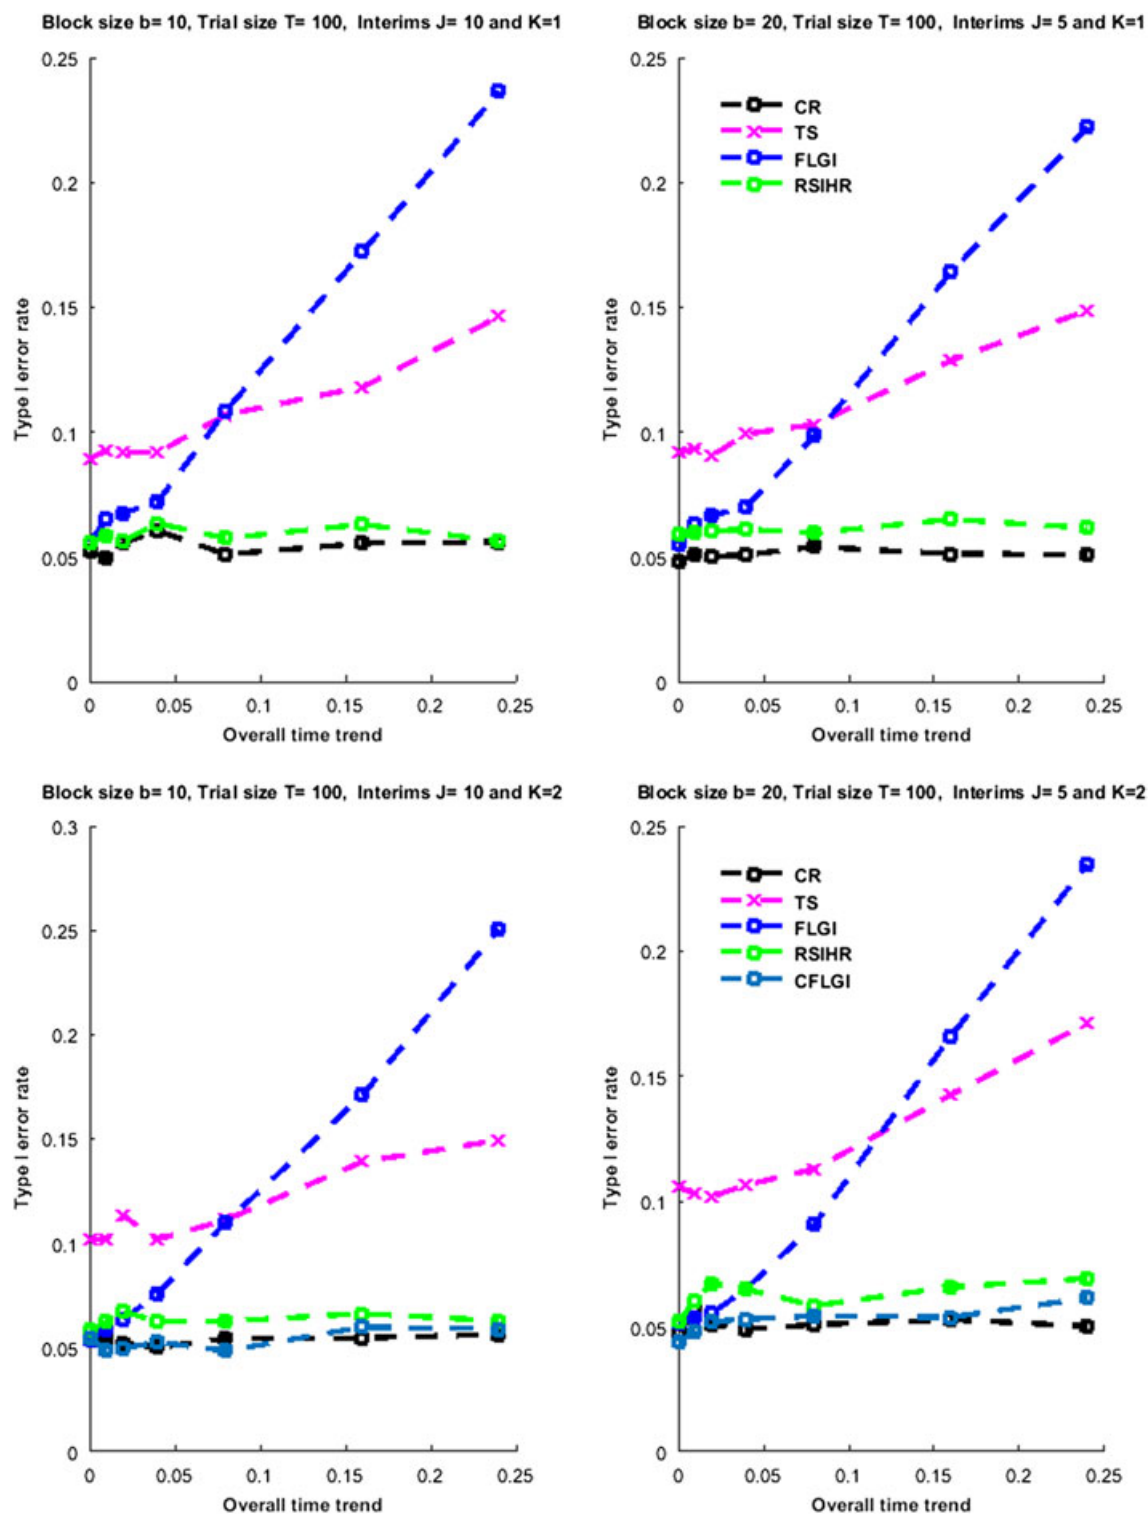 Block size b= 10, Trial size T= 100, Interims J= 10 and K=1
0.25
0.2
0.15
0.1
0.05
0
Type I error rate
0 0.05 0.1 0.15 0.2 0.25
Overall time trend
Block size b= 20, Trial size T= 100, Interims J= 5 and K=1
0.25
0.2
0.15
0.1
0.05
0
Type I error rate
CR
TS
FLGI
RSIHR
0 0.05 0.1 0.15 0.2 0.25
Overall time trend
Block size b= 10, Trial size T= 100, Interims J= 10 and K=2
0.3
0.25
0.2
0.15
0.1
0.05
0
Type I error rate
0 0.05 0.1 0.15 0.2 0.25
Overall time trend
Block size b= 20, Trial size T= 100, Interims J= 5 and K=2
0.25
0.2
0.15
0.1
0.05
0
Type I error rate
CR
TS
FLGI
RSIHR
CFLGI
0 0.05 0.1 0.15 0.2 0.25
Overall time trend